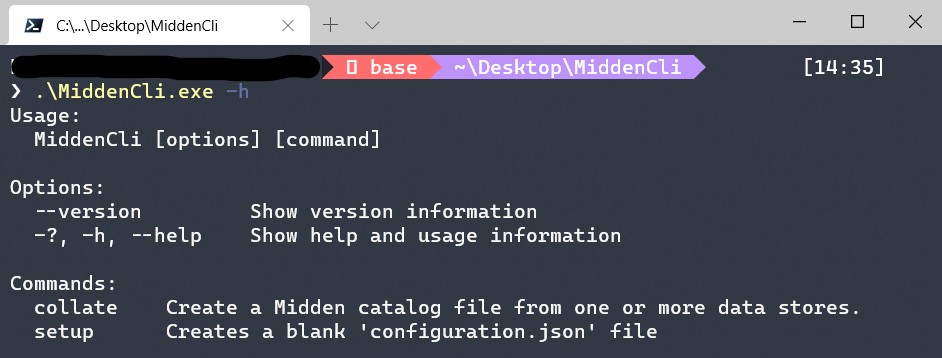 C:\...\Desktop\MiddenCli
base ~\Desktop\MiddenCli [14:35]
❯ .\MiddenCli.exe -h
Usage:
MiddenCli [options] [command]
Options:
--version Show version information
-?, -h, --help Show help and usage information
Commands:
collate Create a Midden catalog file from one or more data stores.
setup Creates a blank 'configuration.json' file